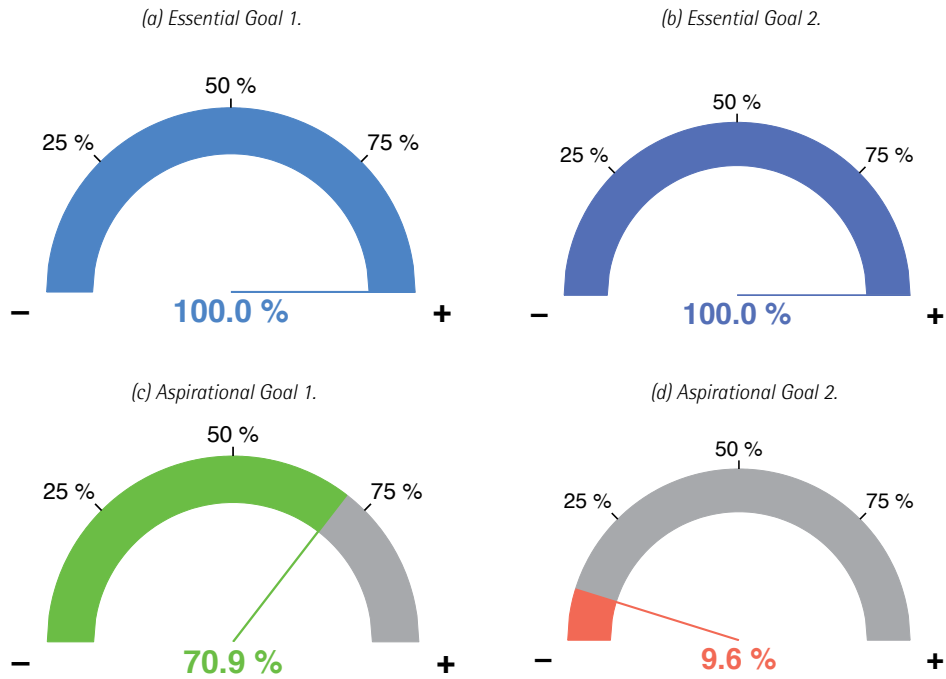 (a) Essential Goal 1.
50 %
25 %
75 %
– 100.0 % +
(b) Essential Goal 2.
50 %
25 %
75 %
– 100.0 % +
(c) Aspirational Goal 1.
50 %
25 %
75 %
– 70.9 % +
(d) Aspirational Goal 2.
50 %
25 %
75 %
– 9.6 % +